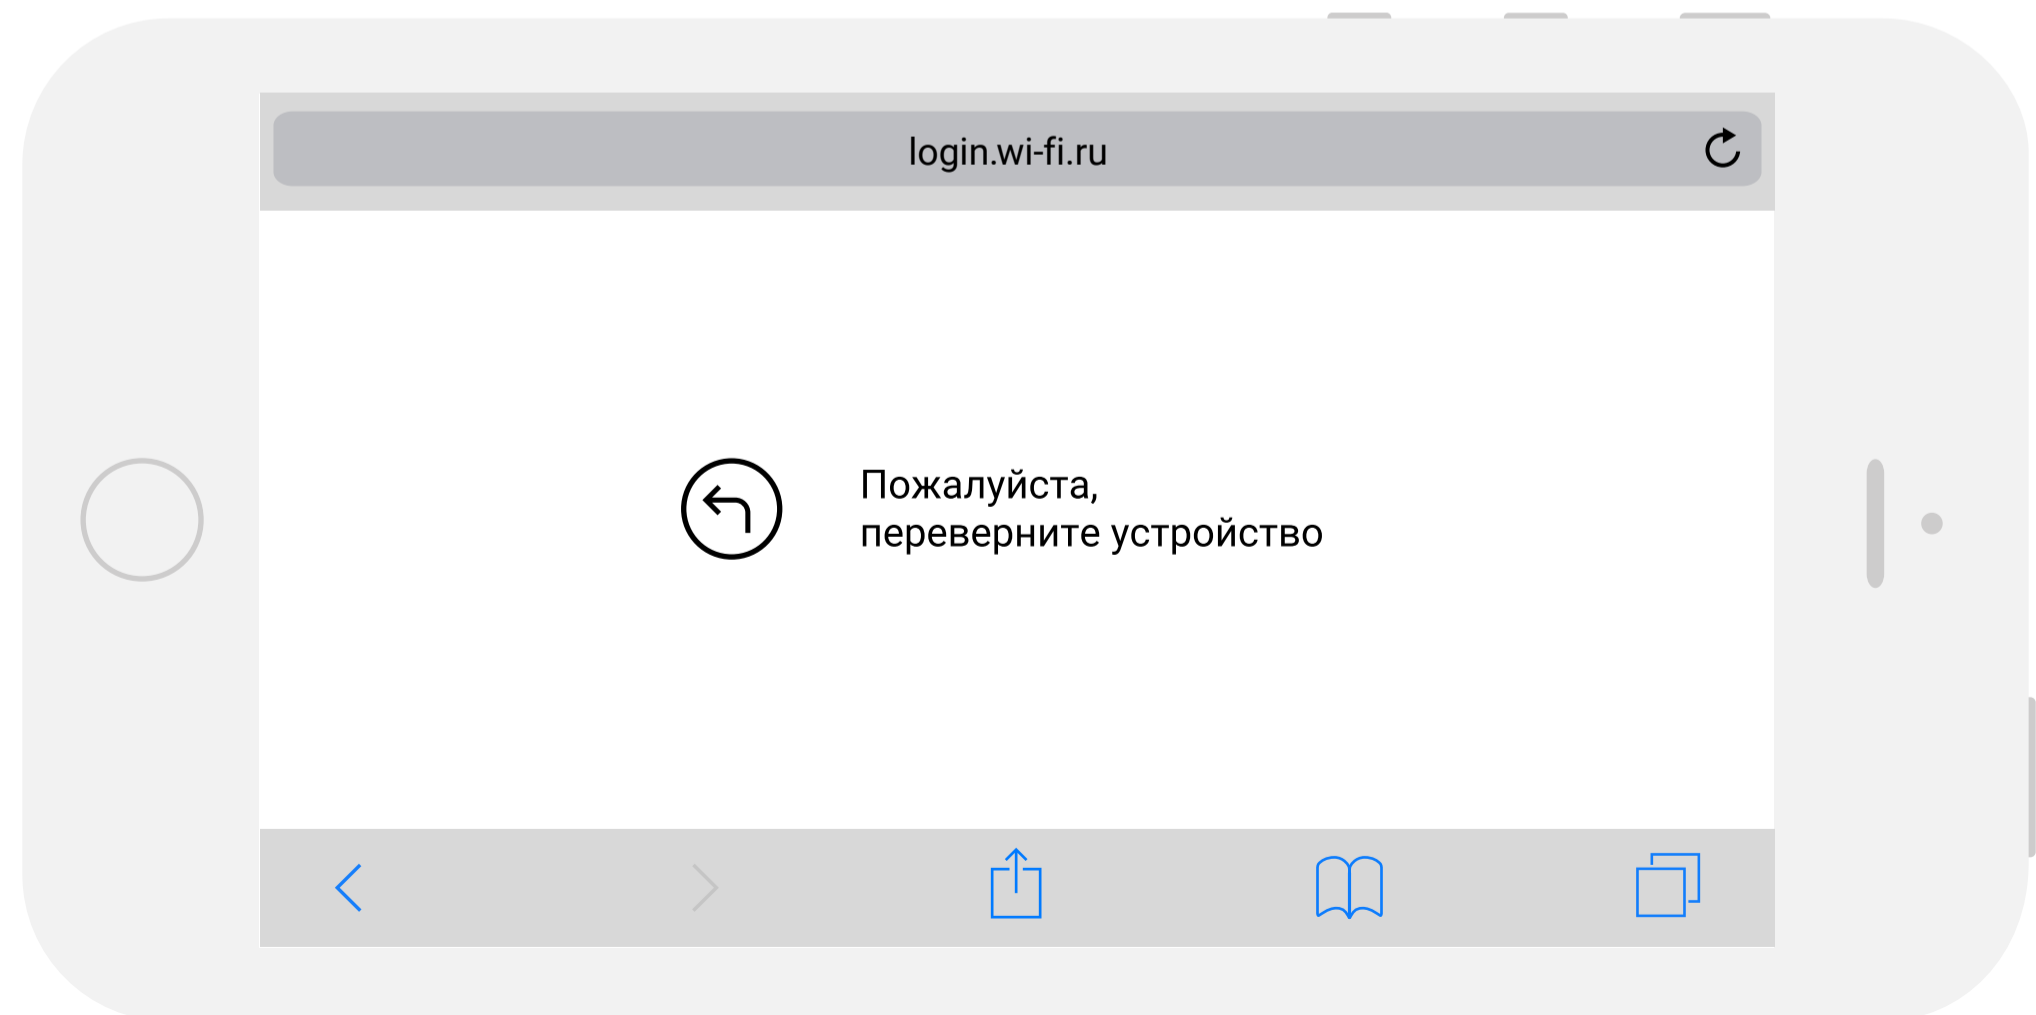 login.wi-fi.ru
Пожалуйста,
переверните устройство